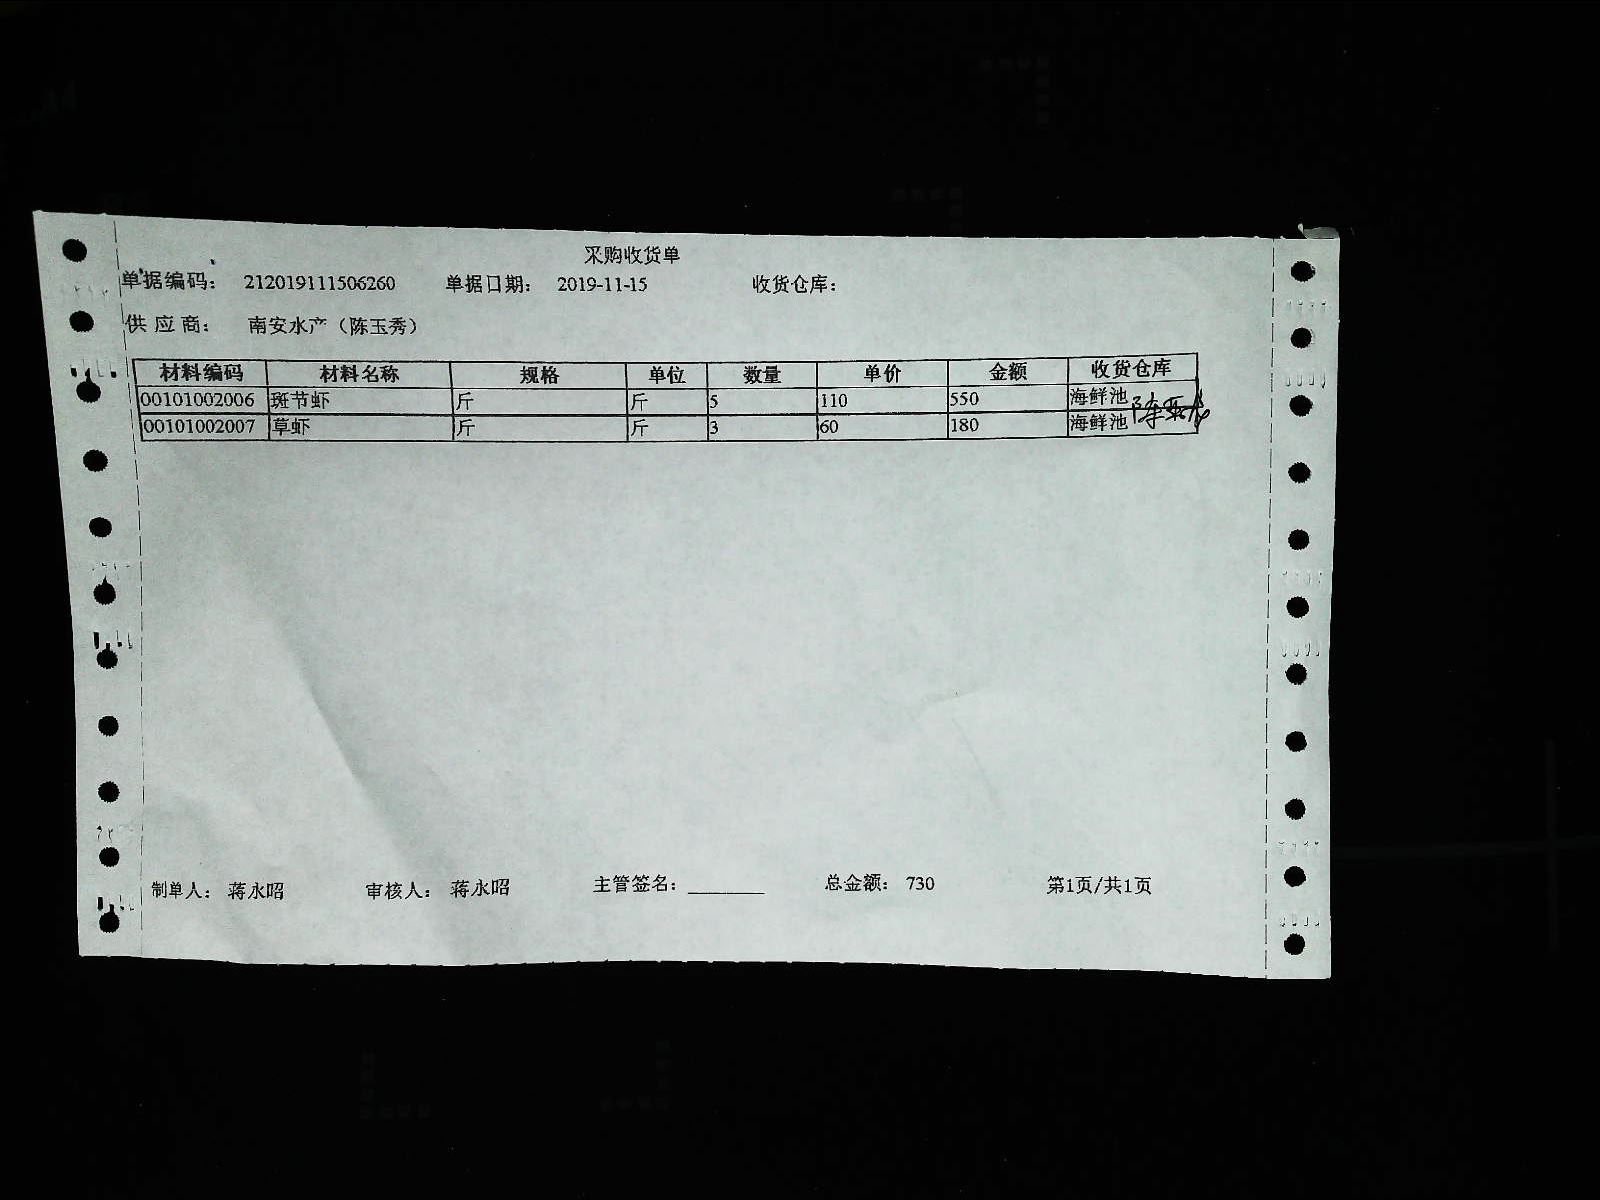 采购收货单
单据编码： 212019111506260 单据日期： 2019-11-15 收货仓库：
供 应 商： 南安水产（陈玉秀）
材料编码 材料名称 规格 单位 数量 单价 金额 收货仓库
00101002006 斑节虾 斤 斤 5 110 550 海鲜池
00101002007 草虾 斤 斤 3 60 180 海鲜池
制单人： 蒋永昭 审核人： 蒋永昭 主管签名：________ 总金额： 730 第1页/共1页